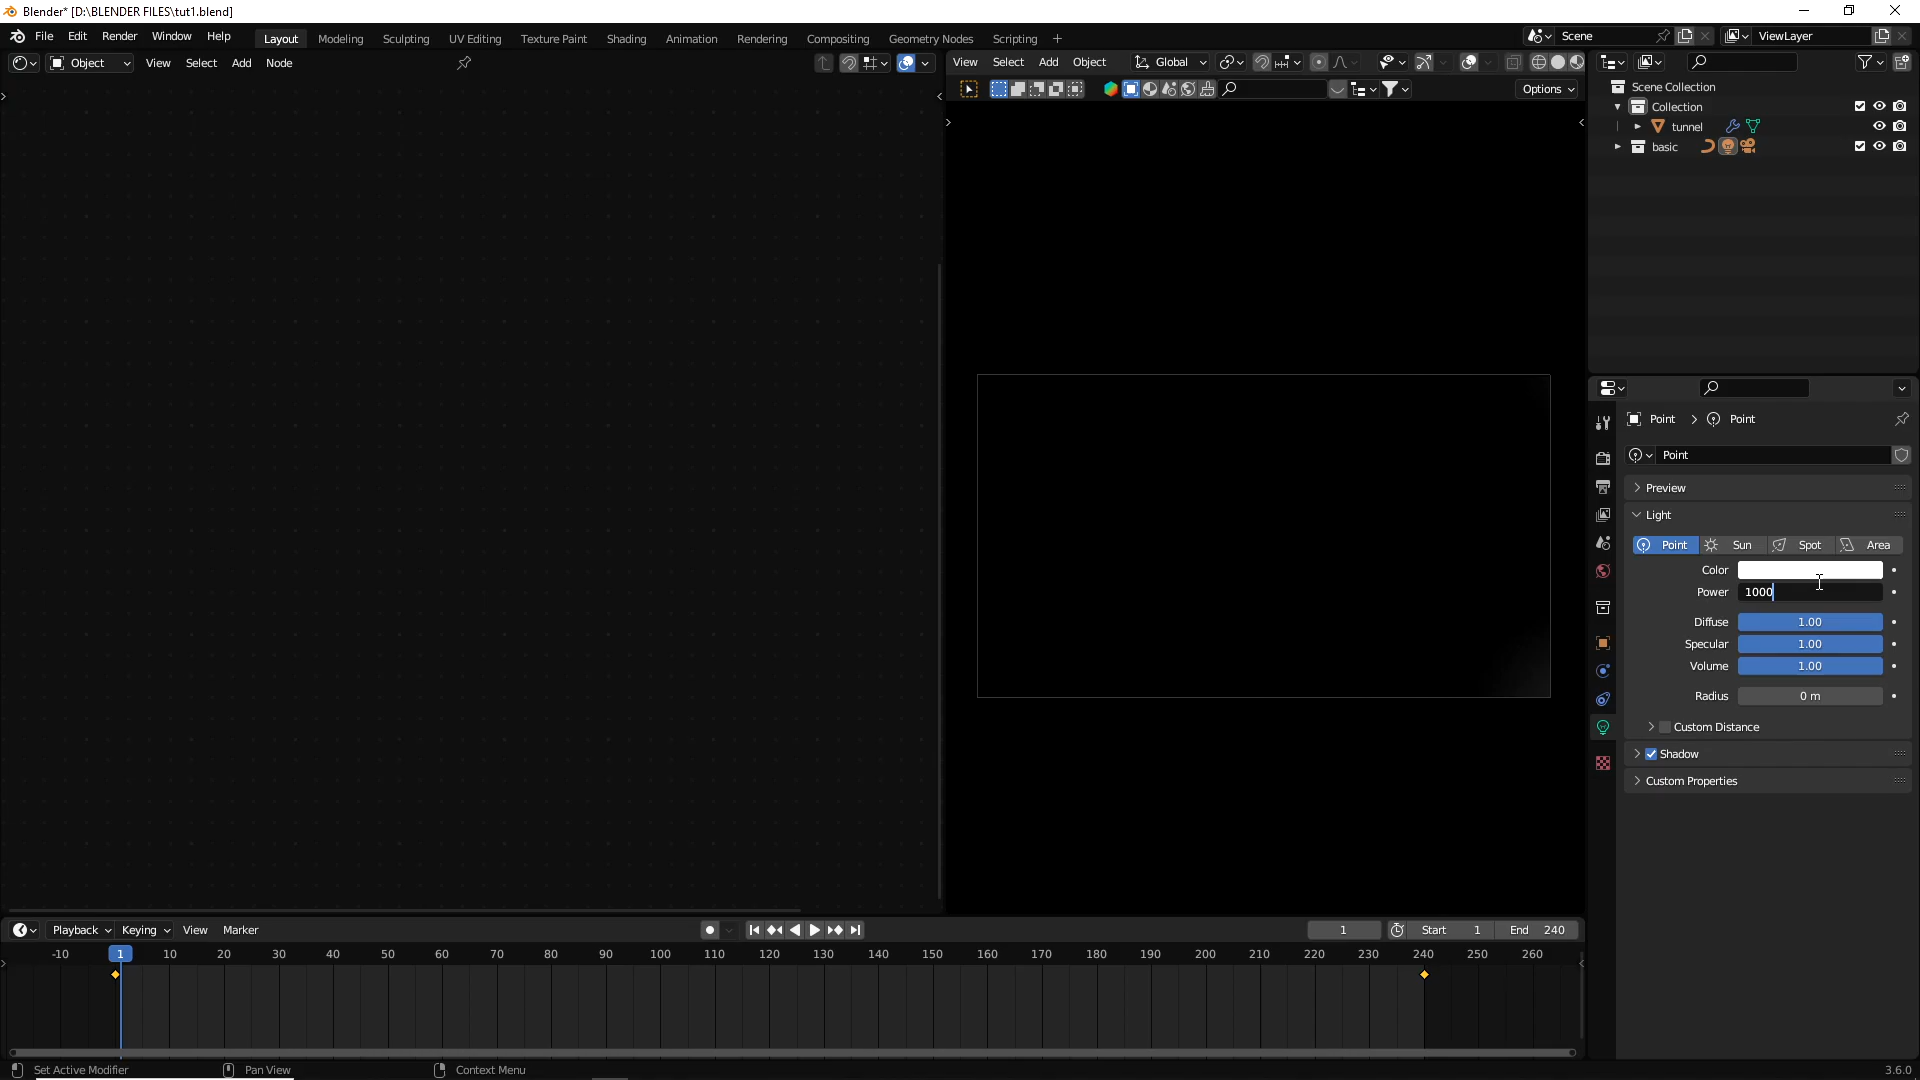 Blender* [D:\BLENDER FILES\tut1.blend]
File Edit Render Window Help Layout Modeling Sculpting UV Editing Texture Paint Shading Animation Rendering Compositing Geometry Nodes Scripting + Scene ViewLayer
Object View Select Add Node
View Select Add Object Global
Options
Scene Collection
Collection
tunnel
basic
Point > Point
Point
Preview
Light
Point Sun Spot Area
Color
Power 1000
Diffuse 1.00
Specular 1.00
Volume 1.00
Radius 0 m
Custom Distance
Shadow
Custom Properties
Playback Keying View Marker 1 Start 1 End 240
-10 1 10 20 30 40 50 60 70 80 90 100 110 120 130 140 150 160 170 180 190 200 210 220 230 240 250 260
Set Active Modifier Pan View Context Menu 3.6.0